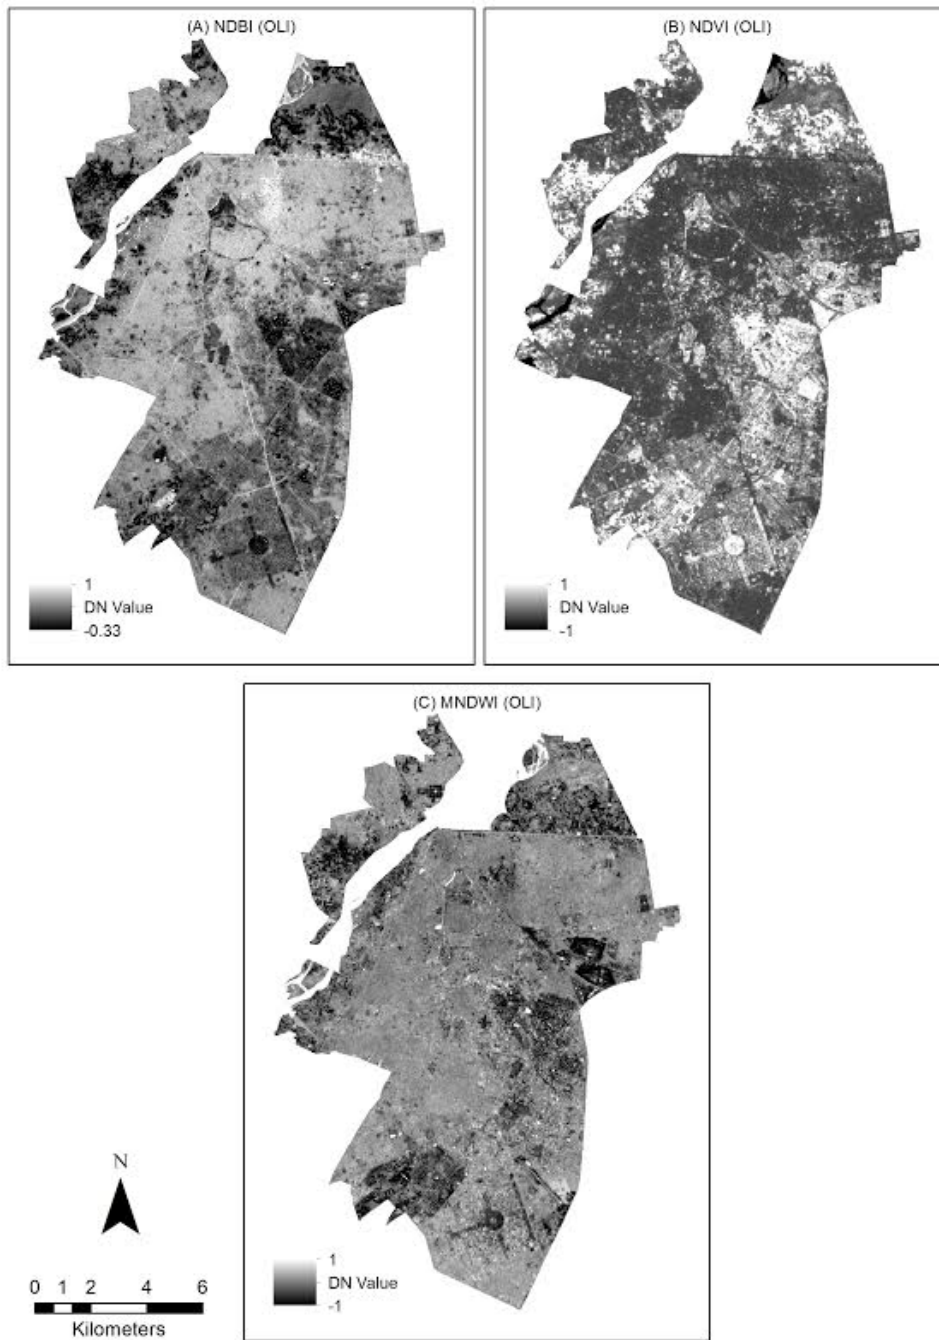 (A) NDBI (OLI)
(B) NDVI (OLI)
1
DN Value
-0.33
1
DN Value
-1
(C) MNDWI (OLI)
N
0 1 2 4 6
Kilometers
1
DN Value
-1